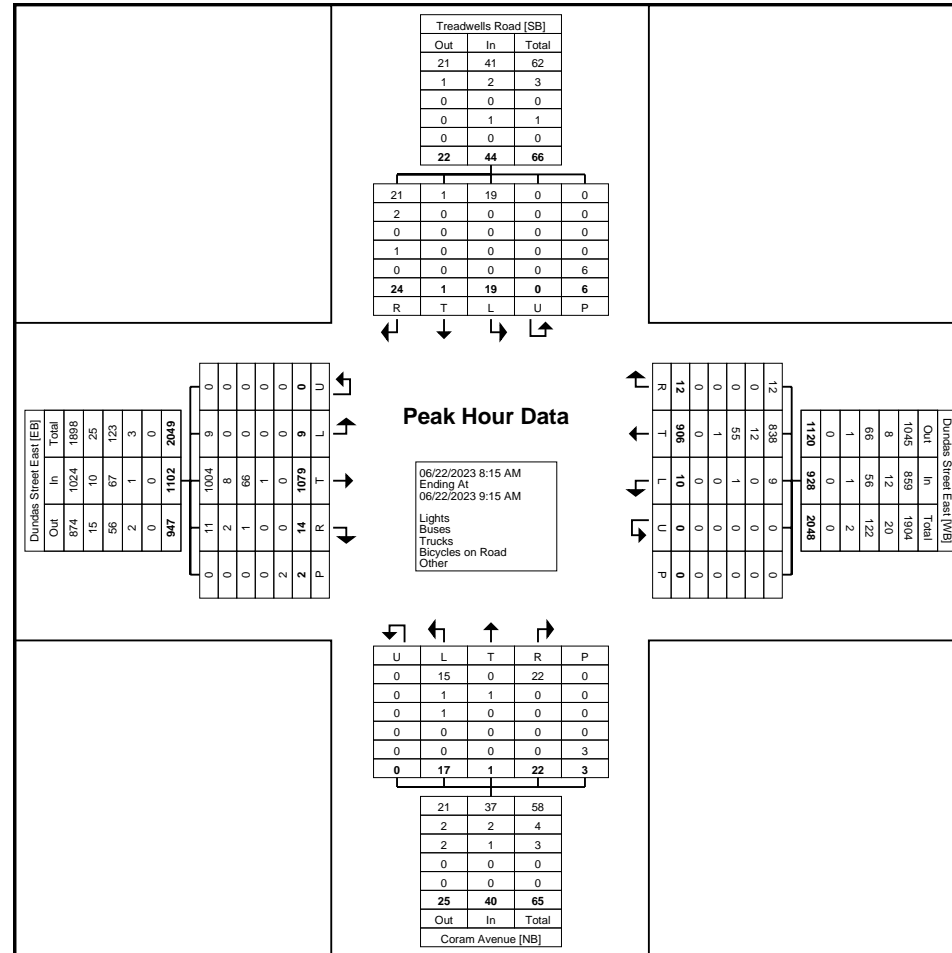 Treadwells Road [SB]
Out In Total
21 41 62
1 2 3
0 0 0
0 1 1
0 0 0
22 44 66
21 1 19 0 0
2 0 0 0 0
0 0 0 0 0
1 0 0 0 0
0 0 0 0 6
24 1 19 0 6
R T L U P
Dundas Street East [EB]
Out In Total
874 1024 1898
15 10 25
56 67 123
2 1 3
0 0 0
947 1102 2049
0 11 1004 9 0
0 2 8 0 0
0 1 66 0 0
0 0 1 0 0
2 0 0 0 0
2 14 1079 9 0
P R T L U
Peak Hour Data
06/22/2023 8:15 AM
Ending At
06/22/2023 9:15 AM
Lights
Buses
Trucks
Bicycles on Road
Other
Dundas Street East [WB]
Out In Total
1045 859 1904
8 12 20
66 56 122
1 1 2
0 0 0
1120 928 2048
12 838 9 0 0
0 12 0 0 0
0 55 1 0 0
0 1 0 0 0
0 0 0 0 0
12 906 10 0 0
R T L U P
U L T R P
0 15 0 22 0
0 1 1 0 0
0 1 0 0 0
0 0 0 0 0
0 0 0 0 3
0 17 1 22 3
21 37 58
2 2 4
2 1 3
0 0 0
0 0 0
25 40 65
Out In Total
Coram Avenue [NB]